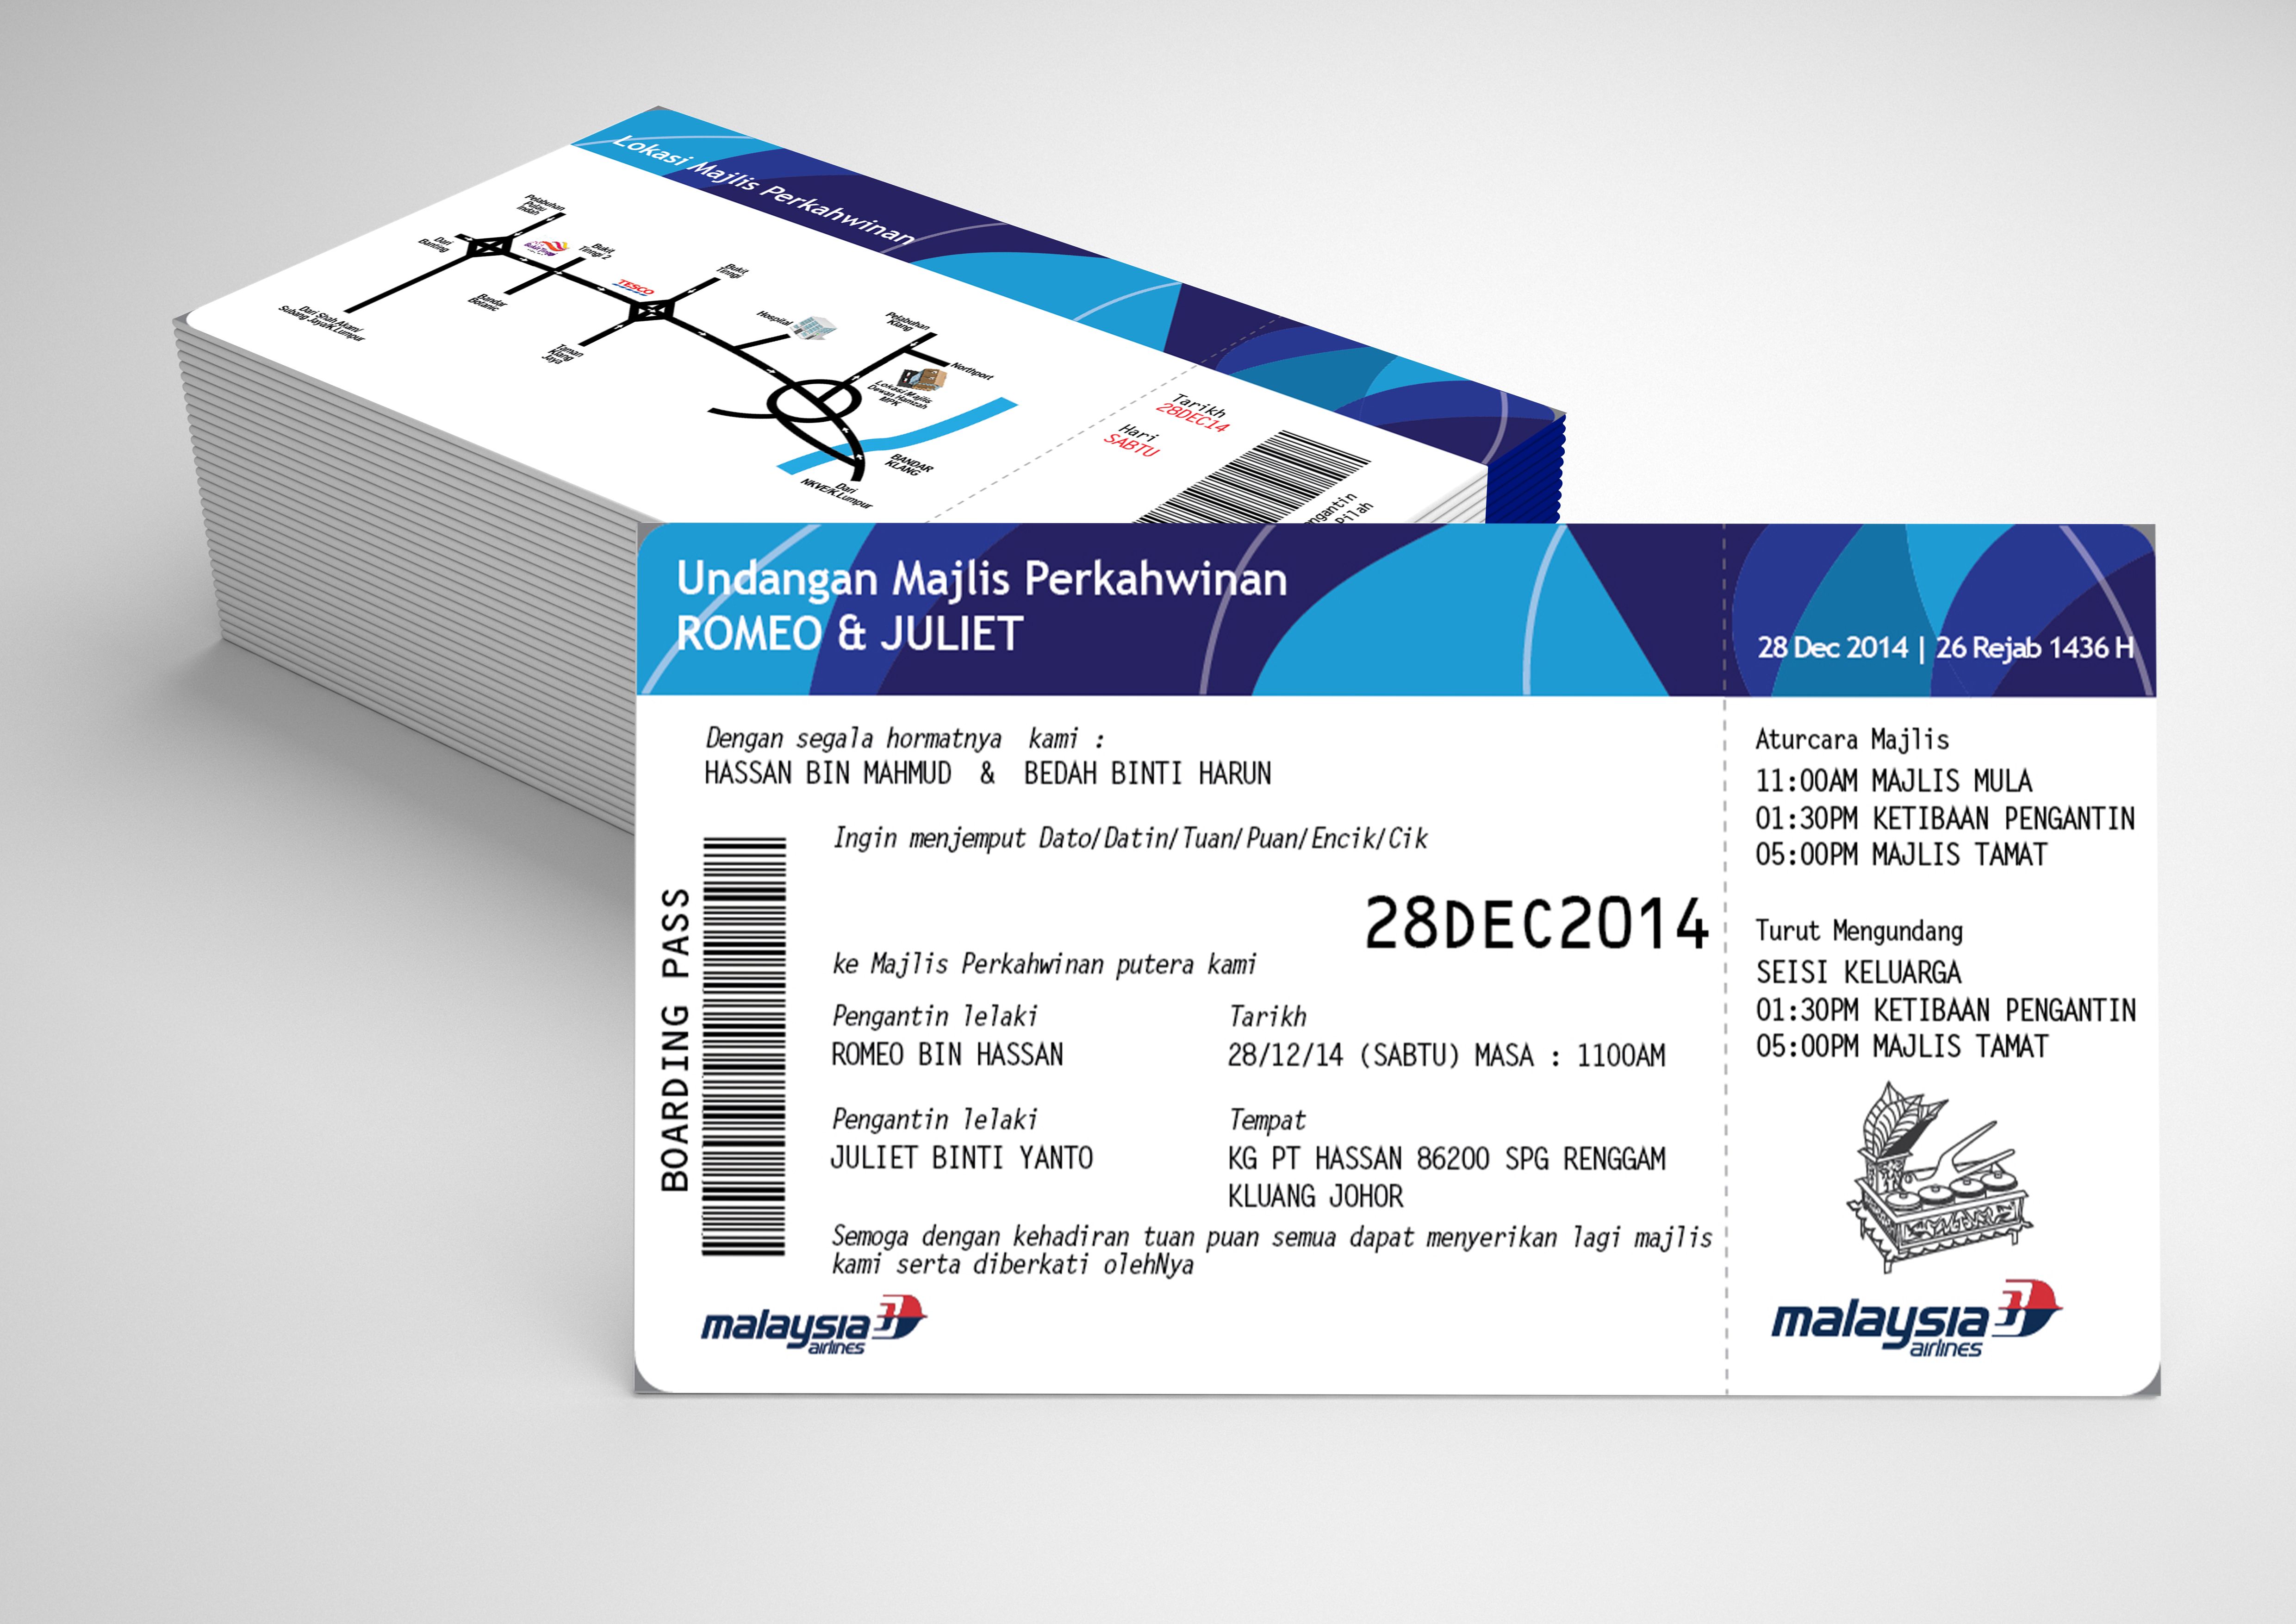 Lokasi Majlis Perkahwinan
Pelabuhan
Pulau
Indah
Dari
Banting
Bukit
Tinggi 2
Bandar
Botanic
Dari Shah Alam/
Subang Jaya/K.Lumpur
TESCO
Bukit
Tinggi
Taman
Klang
Jaya
Hospital
Pelabuhan
Klang
Northport
Lokasi Majlis
Dewan Hamzah
MPK
BANDAR
KLANG
Dari
NKVE/K.Lumpur
Tarikh
28DEC14
Hari
SABTU
ngantin
Pilah
Undangan Majlis Perkahwinan
ROMEO & JULIET
28 Dec 2014 | 26 Rejab 1436 H
Dengan segala hormatnya kami :
HASSAN BIN MAHMUD & BEDAH BINTI HARUN
Ingin menjemput Dato/Datin/Tuan/Puan/Encik/Cik
28DEC2014
ke Majlis Perkahwinan putera kami
Pengantin lelaki
ROMEO BIN HASSAN
Tarikh
28/12/14 (SABTU) MASA : 1100AM
Pengantin lelaki
JULIET BINTI YANTO
Tempat
KG PT HASSAN 86200 SPG RENGGAM
KLUANG JOHOR
Semoga dengan kehadiran tuan puan semua dapat menyerikan lagi majlis
kami serta diberkati olehNya
BOARDING PASS
malaysia
airlines
Aturcara Majlis
11:00AM MAJLIS MULA
01:30PM KETIBAAN PENGANTIN
05:00PM MAJLIS TAMAT
Turut Mengundang
SEISI KELUARGA
01:30PM KETIBAAN PENGANTIN
05:00PM MAJLIS TAMAT
malaysia
airlines